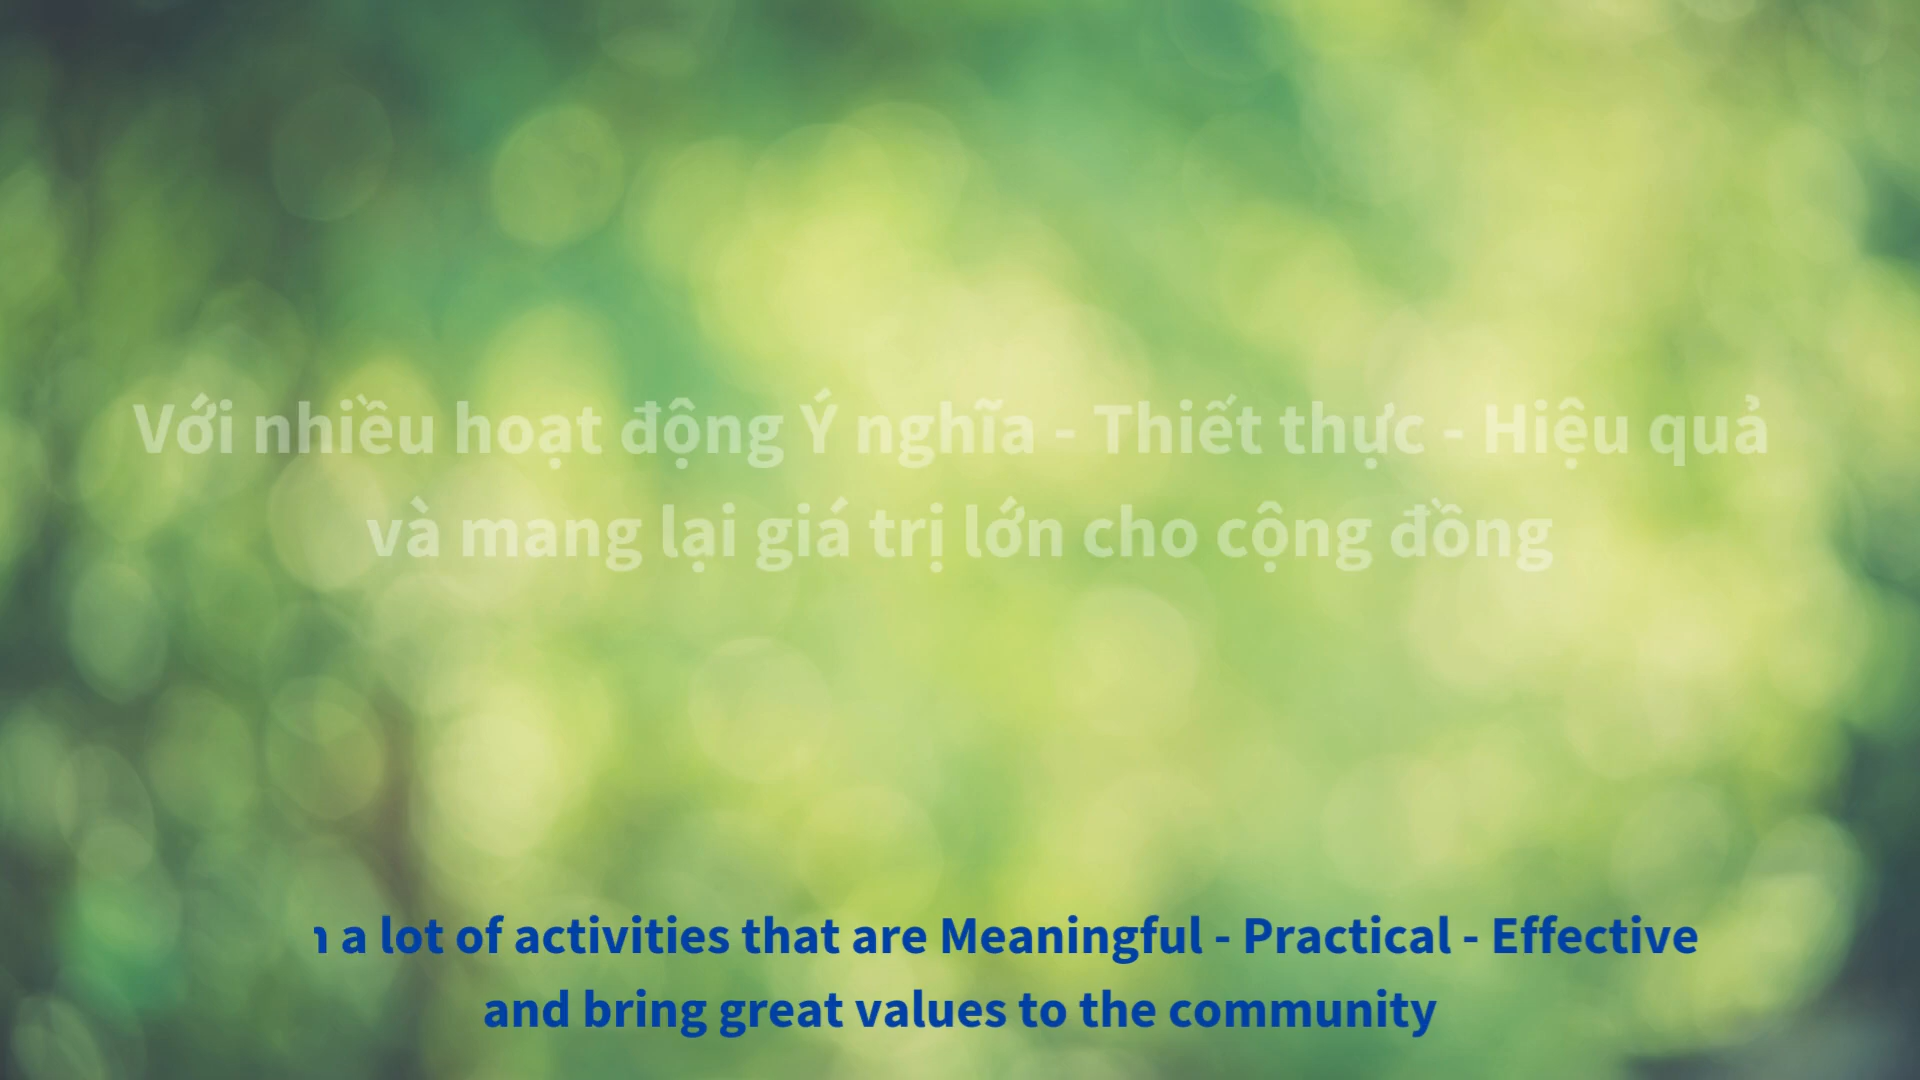 Với nhiều hoạt động Ý nghĩa - Thiết thực - Hiệu quả
và mang lại giá trị lớn cho cộng đồng
a lot of activities that are Meaningful - Practical - Effective
and bring great values to the community